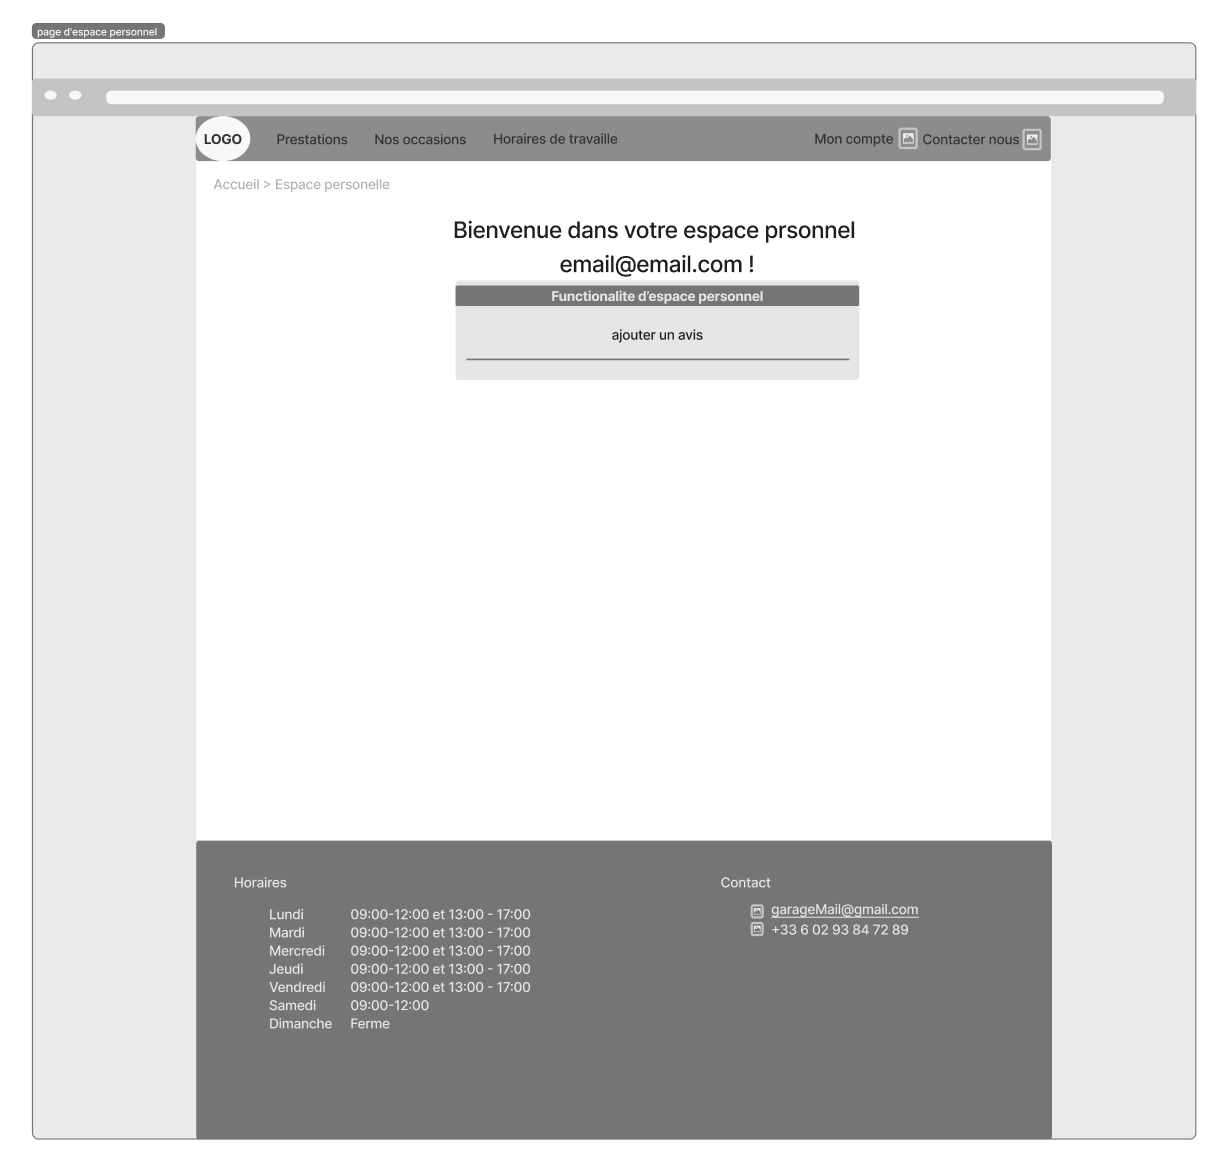 page d'espace personnel
LOGO Prestations Nos occasions Horaires de travaille Mon compte Contacter nous
Accueil > Espace personelle
Bienvenue dans votre espace prsonnel
email@email.com !
Functionalite d'espace personnel
ajouter un avis
Horaires
Lundi 09:00-12:00 et 13:00 - 17:00
Mardi 09:00-12:00 et 13:00 - 17:00
Mercredi 09:00-12:00 et 13:00 - 17:00
Jeudi 09:00-12:00 et 13:00 - 17:00
Vendredi 09:00-12:00 et 13:00 - 17:00
Samedi 09:00-12:00
Dimanche Ferme
Contact
garageMail@gmail.com
+33 6 02 93 84 72 89